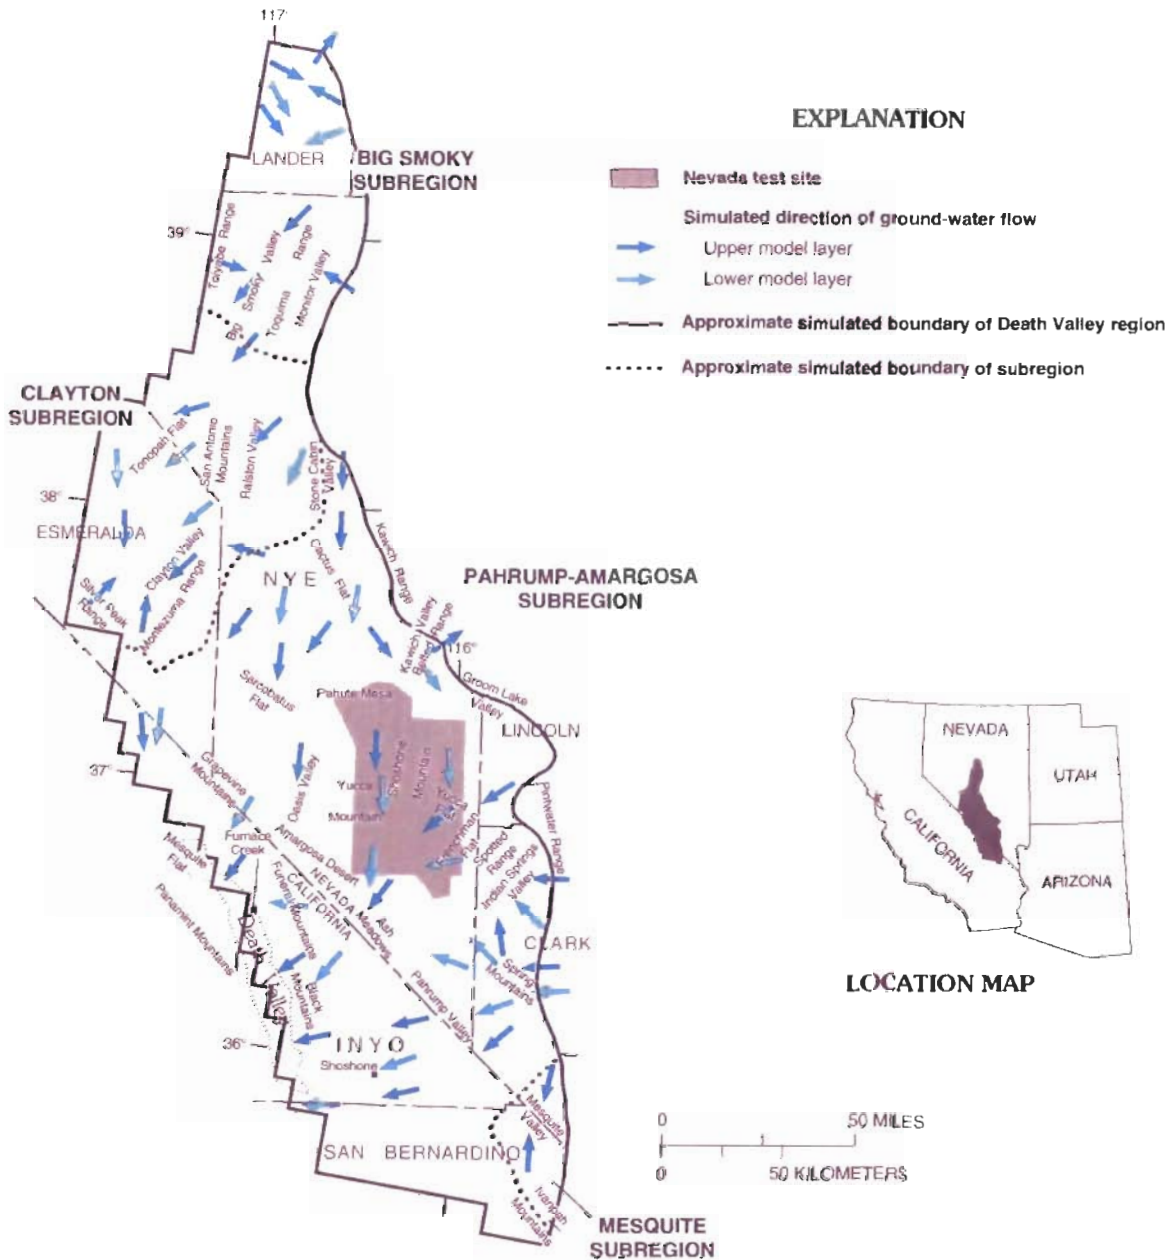 117°
EXPLANATION
Nevada test site
Simulated direction of ground-water flow
Upper model layer
Lower model layer
Approximate simulated boundary of Death Valley region
Approximate simulated boundary of subregion
LANDER
BIG SMOKY
SUBREGION
39°
Toiyabe Range
Big Smoky Valley
Toquima Range
Monitor Valley
CLAYTON
SUBREGION
Tonopah Flat
San Antonio
Mountains
Ralston Valley
Stone Cabin
Valley
38°
ESMERALDA
Clayton Valley
Silver Peak
Range
Montezuma Range
NYE
Cactus Flat
Kawich Range
PAHRUMP-AMARGOSA
SUBREGION
Kawich Valley
Belted Range
116°
Groom Lake
Valley
LINCOLN
Sarcobatus
Flat
Pahute Mesa
37°
Grapevine
Mountains
Oasis Valley
Yucca
Mountain
Shoshone
Mountain
Yucca
Flat
Frenchman
Flat
Spotted
Range
Pintwater Range
Indian Springs
Valley
Mesquite
Flat
Furnace
Creek
Amargosa Desert
Funeral Mountains
NEVADA
CALIFORNIA
Ash
Meadows
Panamint Mountains
Death Valley
Black
Mountains
CLARK
Spring
Mountains
Pahrump Valley
36°
INYO
Shoshone
Mesquite
Valley
SAN BERNARDINO
Ivanpah
Mountains
MESQUITE
SUBREGION
NEVADA
UTAH
CALIFORNIA
ARIZONA
LOCATION MAP
0 50 MILES
0 50 KILOMETERS